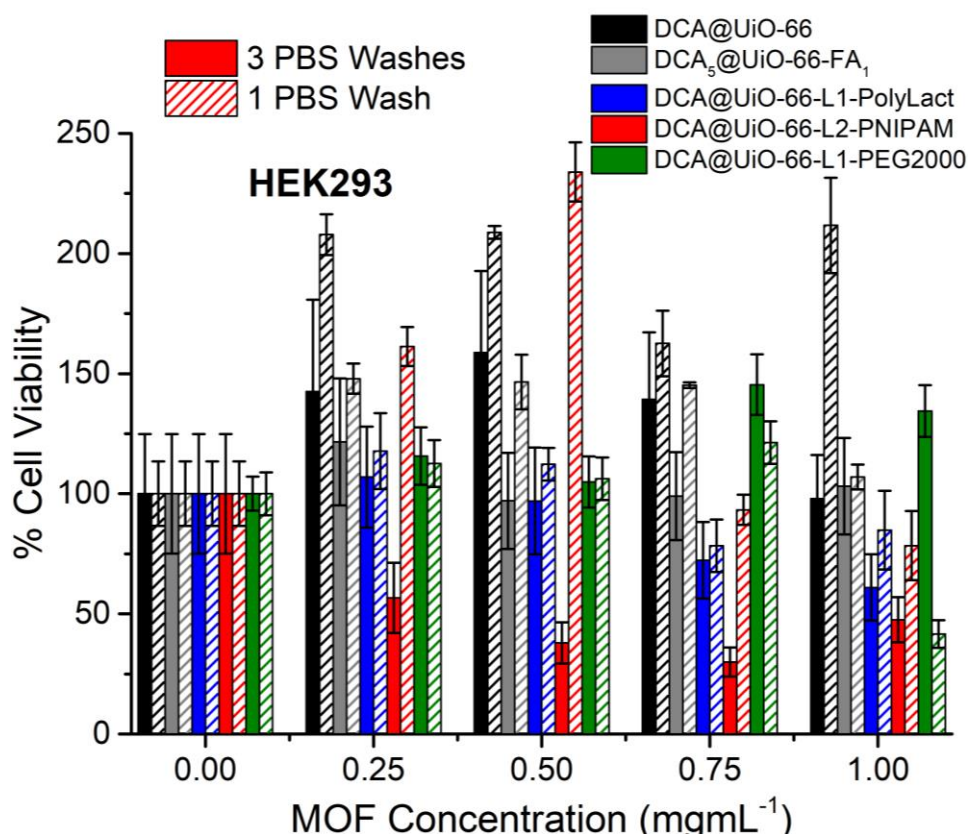 3 PBS Washes
1 PBS Wash
DCA@UiO-66
DCA₅@UiO-66-FA₁
DCA@UiO-66-L1-PolyLact
DCA@UiO-66-L2-PNIPAM
DCA@UiO-66-L1-PEG2000
HEK293
% Cell Viability
250
200
150
100
50
0
0.00 0.25 0.50 0.75 1.00
MOF Concentration (mgmL⁻¹)